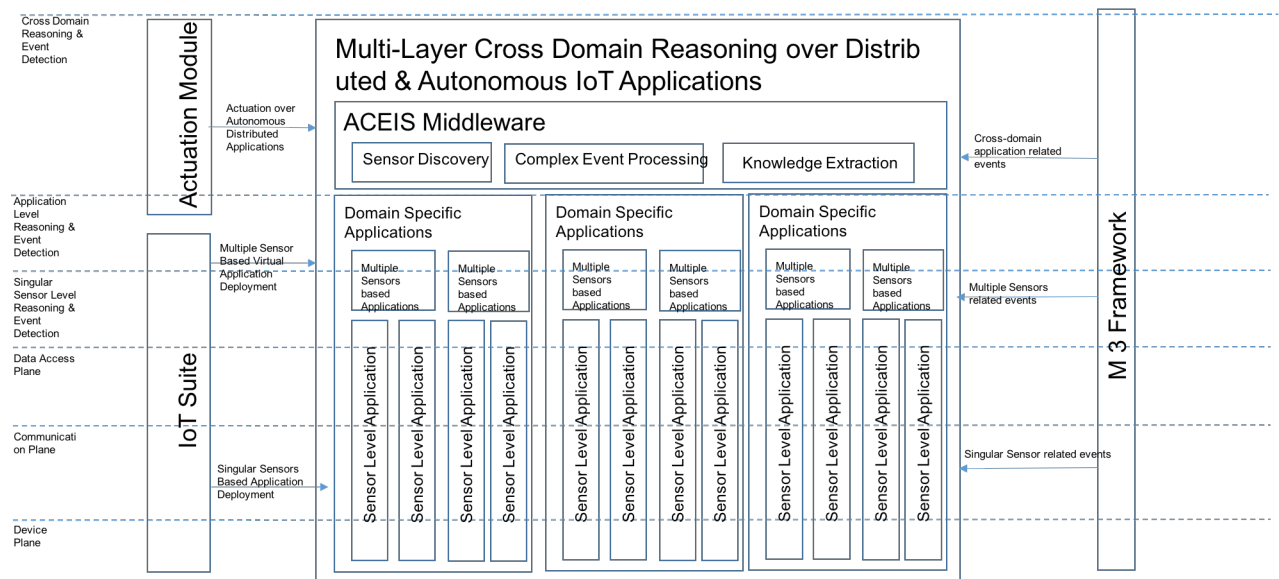 Cross Domain
Reasoning &
Event
Detection
Actuation Module
Actuation over
Autonomous
Distributed
Applications
Multi-Layer Cross Domain Reasoning over Distrib
uted & Autonomous IoT Applications
ACEIS Middleware
Sensor Discovery
Complex Event Processing
Knowledge Extraction
Cross-domain
application related
events
M 3 Framework
Application
Level
Reasoning &
Event
Detection
Multiple Sensor
Based Virtual
Application
Deployment
Domain Specific
Applications
Domain Specific
Applications
Domain Specific
Applications
Multiple
Sensors
based
Applications
Multiple
Sensors
based
Applications
Multiple
Sensors
based
Applications
Multiple
Sensors
based
Applications
Multiple
Sensors
based
Applications
Multiple
Sensors
based
Applications
Multiple Sensors
related events
Singular
Sensor Level
Reasoning &
Event
Detection
IoT Suite
Data Access
Plane
Sensor Level Application
Sensor Level Application
Sensor Level Application
Sensor Level Application
Sensor Level Application
Sensor Level Application
Sensor Level Application
Sensor Level Application
Sensor Level Application
Sensor Level Application
Sensor Level Application
Sensor Level Application
Communicati
on Plane
Singular Sensors
Based Application
Deployment
Singular Sensor related events
Device
Plane